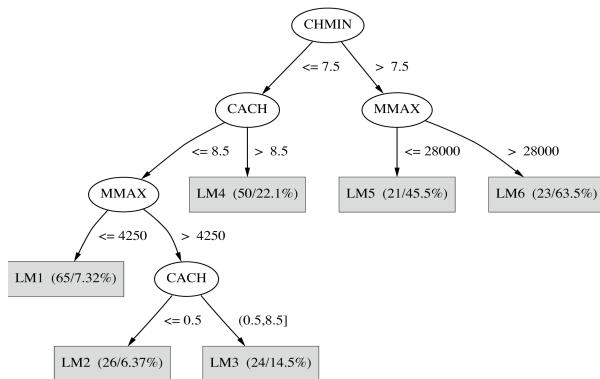 CHMIN
<= 7.5 > 7.5
CACH MMAX
<= 8.5 > 8.5 <= 28000 > 28000
MMAX LM4 (50/22.1%) LM5 (21/45.5%) LM6 (23/63.5%)
<= 4250 > 4250
LM1 (65/7.32%) CACH
<= 0.5 (0.5,8.5]
LM2 (26/6.37%) LM3 (24/14.5%)